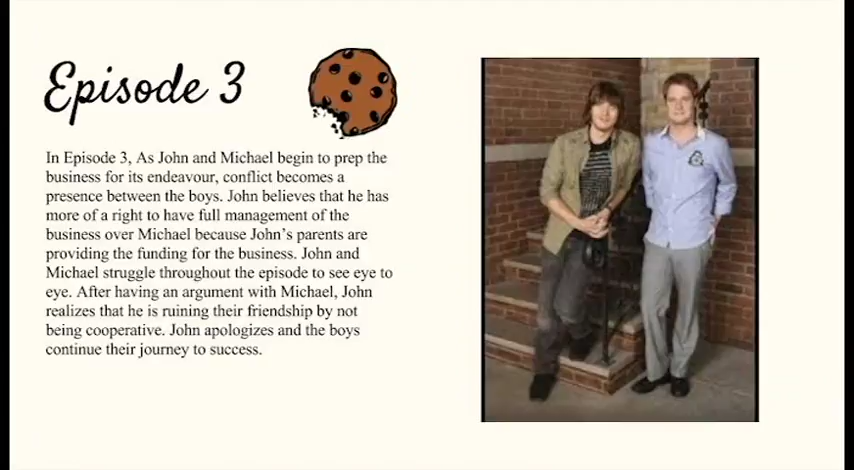 Episode 3
In Episode 3, As John and Michael begin to prep the
business for its endeavour, conflict becomes a
presence between the boys. John believes that he has
more of a right to have full management of the
business over Michael because John's parents are
providing the funding for the business. John and
Michael struggle throughout the episode to see eye to
eye. After having an argument with Michael, John
realizes that he is ruining their friendship by not
being cooperative. John apologizes and the boys
continue their journey to success.